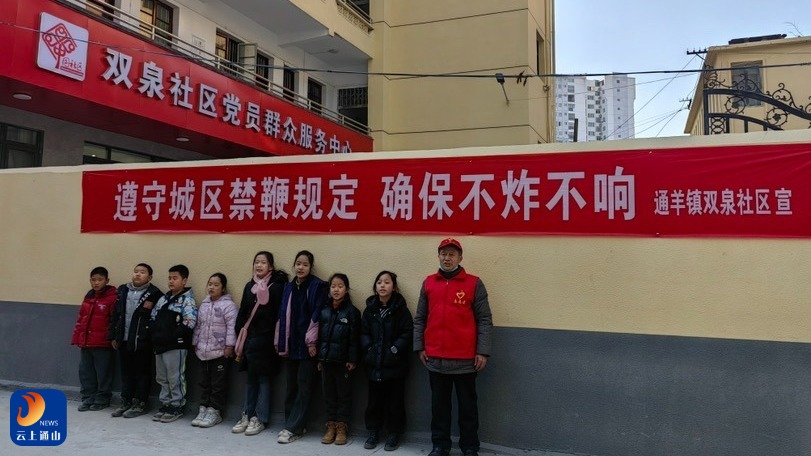 双泉社区党员群众服务中心
遵守城区禁鞭规定 确保不炸不响 通羊镇双泉社区宣
NEWS
云上通山